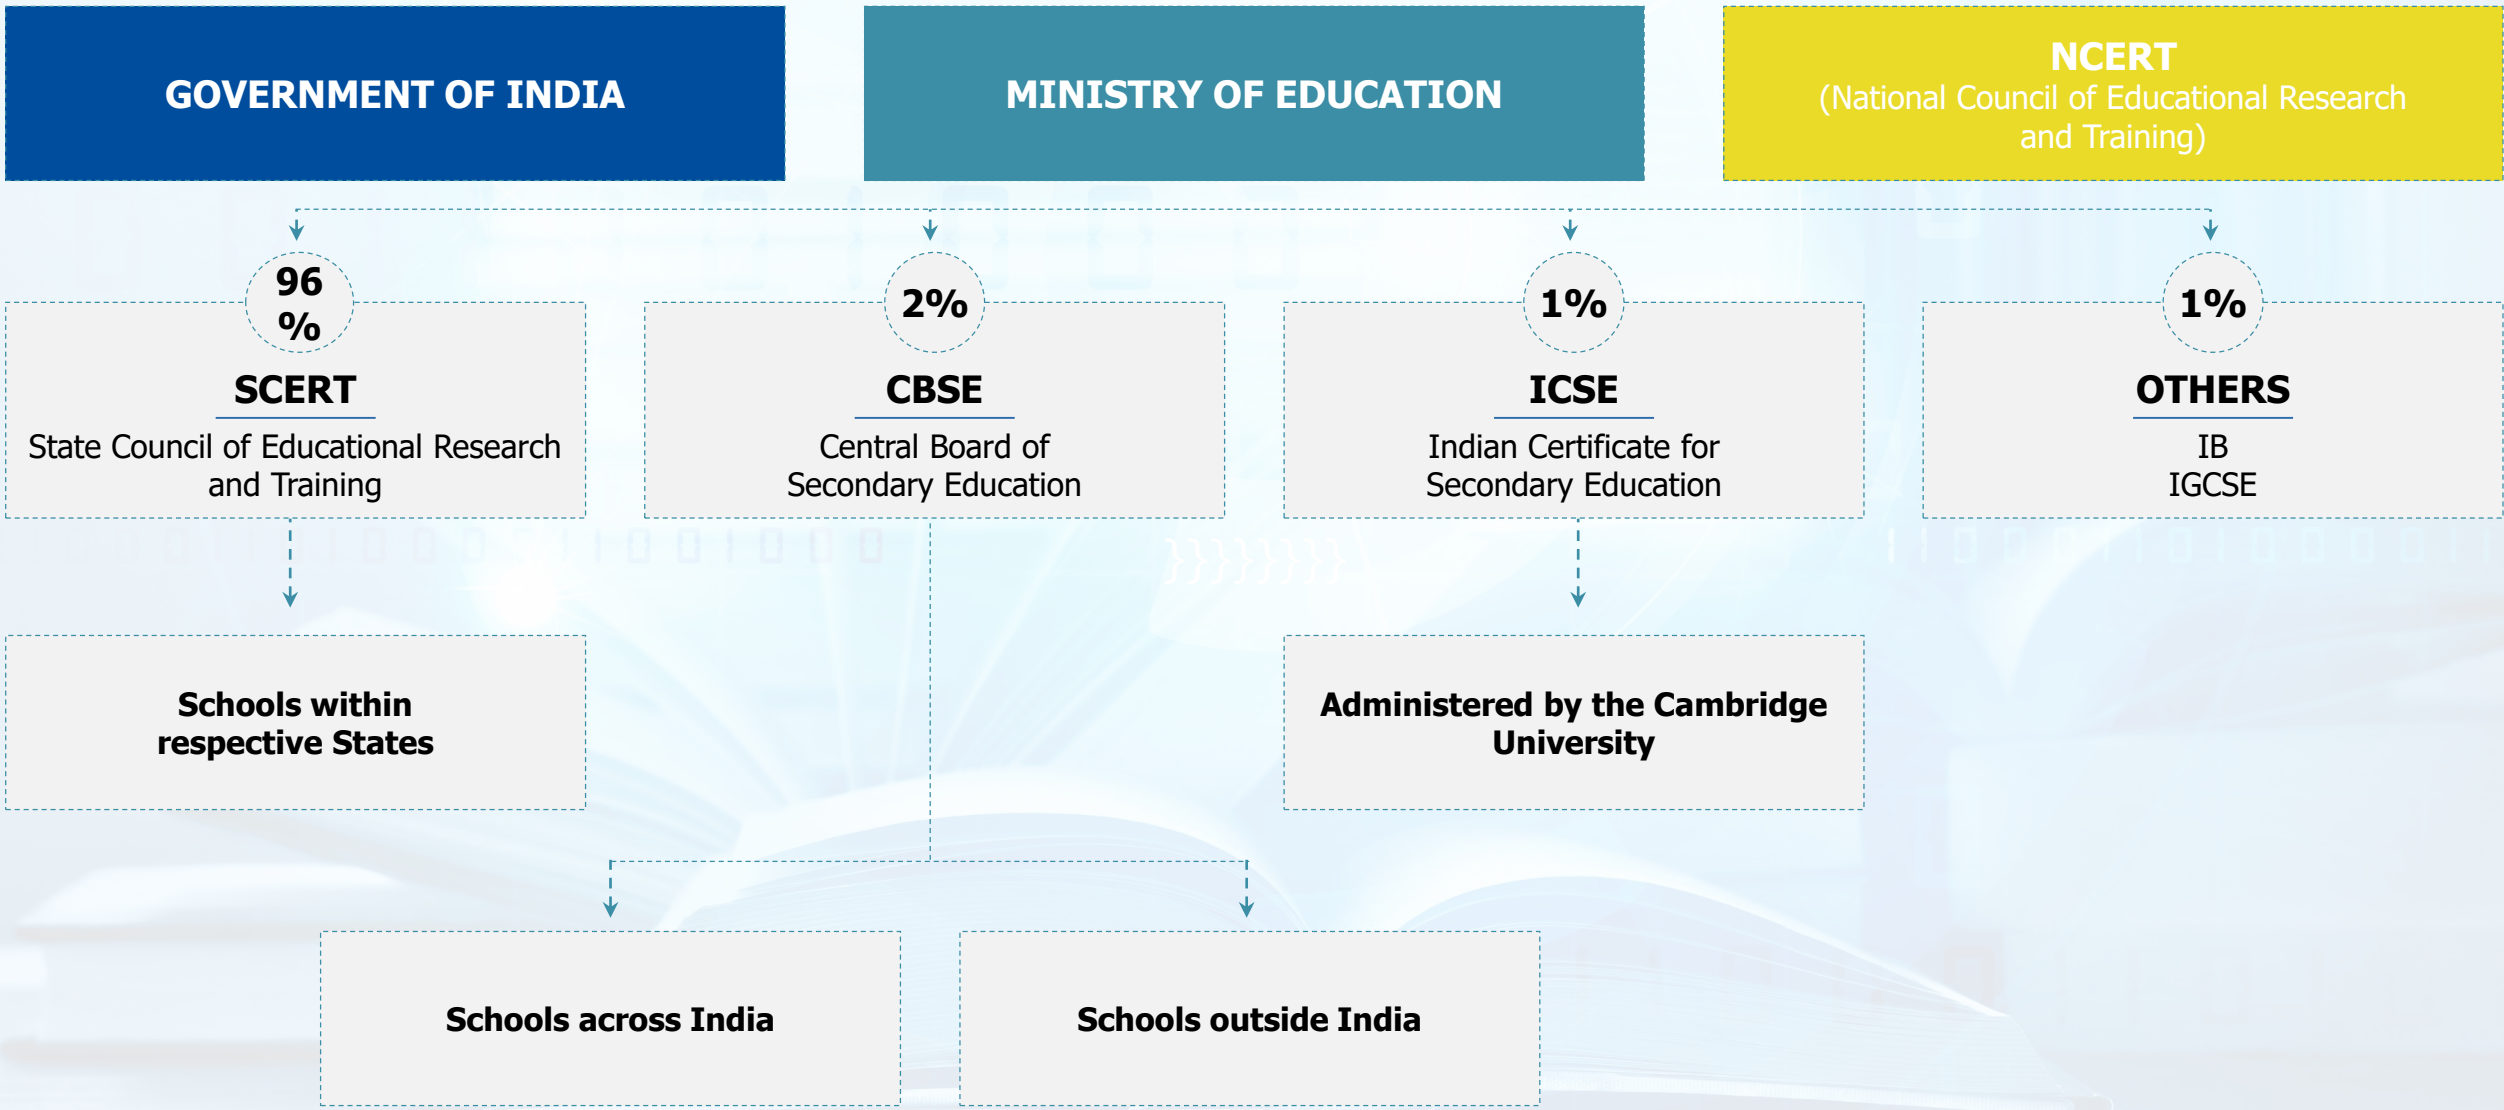 GOVERNMENT OF INDIA
MINISTRY OF EDUCATION
NCERT
(National Council of Educational Research
and Training)
96
%
SCERT
State Council of Educational Research
and Training
2%
CBSE
Central Board of
Secondary Education
1%
ICSE
Indian Certificate for
Secondary Education
1%
OTHERS
IB
IGCSE
Schools within
respective States
Administered by the Cambridge
University
Schools across India
Schools outside India